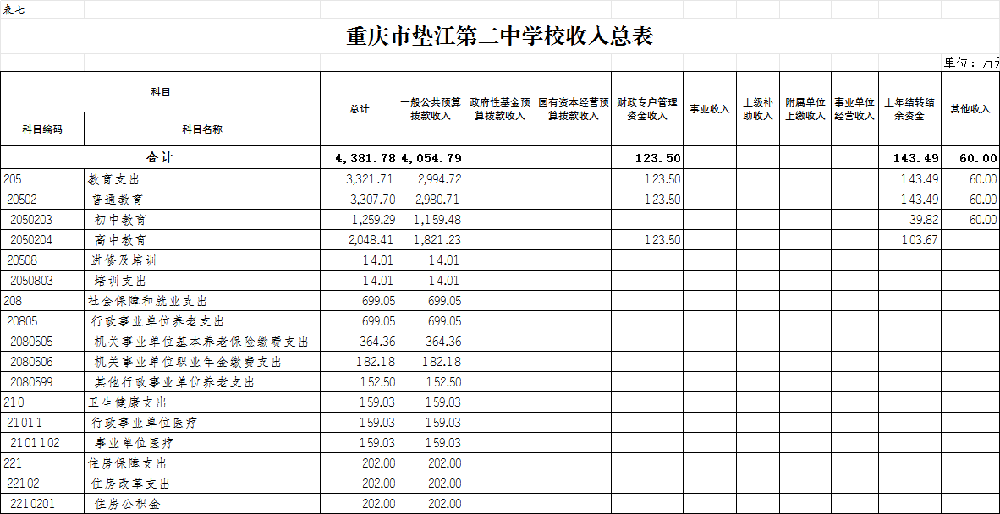 表七
重庆市垫江第二中学校收入总表
单位：万元
科目 总计 一般公共预算拨款收入 政府性基金预算拨款收入 国有资本经营预算拨款收入 财政专户管理资金收入 事业收入 上级补助收入 附属单位上缴收入 事业单位经营收入 上年结转结余资金 其他收入
科目编码 科目名称
合计 4,381.78 4,054.79 123.50 143.49 60.00
205 教育支出 3,321.71 2,994.72 123.50 143.49 60.00
20502 普通教育 3,307.70 2,980.71 123.50 143.49 60.00
2050203 初中教育 1,259.29 1,159.48 39.82 60.00
2050204 高中教育 2,048.41 1,821.23 123.50 103.67
20508 进修及培训 14.01 14.01
2050803 培训支出 14.01 14.01
208 社会保障和就业支出 699.05 699.05
20805 行政事业单位养老支出 699.05 699.05
2080505 机关事业单位基本养老保险缴费支出 364.36 364.36
2080506 机关事业单位职业年金缴费支出 182.18 182.18
2080599 其他行政事业单位养老支出 152.50 152.50
210 卫生健康支出 159.03 159.03
21011 行政事业单位医疗 159.03 159.03
2101102 事业单位医疗 159.03 159.03
221 住房保障支出 202.00 202.00
22102 住房改革支出 202.00 202.00
2210201 住房公积金 202.00 202.00